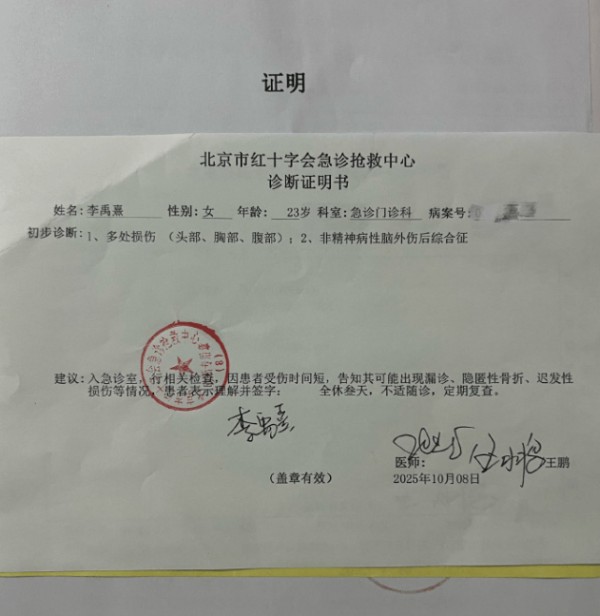 证明
北京市红十字会急诊抢救中心
诊断证明书
姓名:李禹熹 性别:女 年龄: 23岁 科室:急诊门诊科 病案号:
初步诊断:1、多处损伤 (头部、胸部、腹部);2、非精神病性脑外伤后综合征
建议:入急诊室,行相关检查,因患者受伤时间短,告知其可能出现漏诊、隐匿性骨折、迟发性
损伤等情况,患者表示理解并签字; 全休叁天,不适随诊,定期复查。
李禹熹
医师: 王鹏
(盖章有效) 2025年10月08日